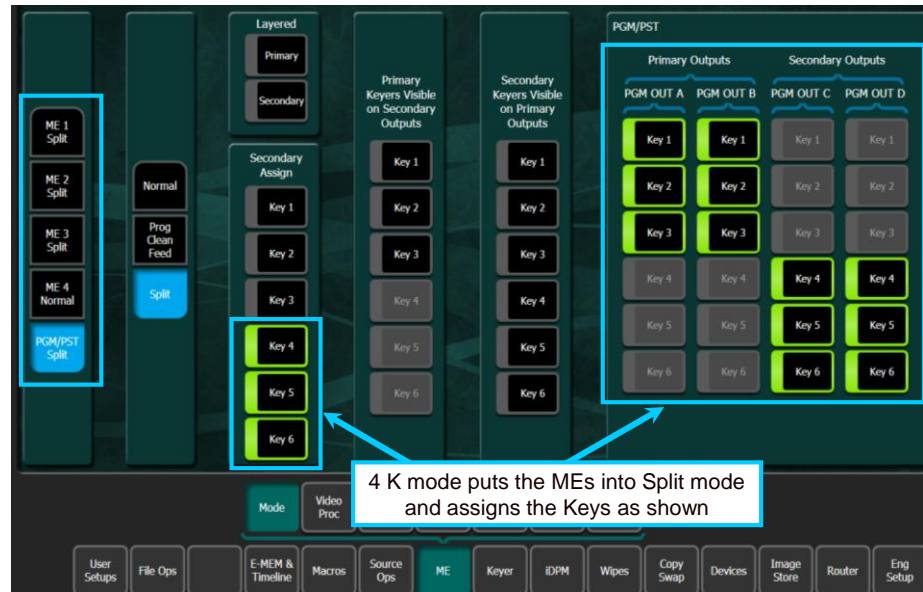 Layered
Primary
Secondary
PGM/PST
Primary Outputs
Secondary Outputs
PGM OUT A
PGM OUT B
PGM OUT C
PGM OUT D
Key 1
Key 1
Key 1
Key 1
Key 2
Key 2
Key 2
Key 2
Key 3
Key 3
Key 3
Key 3
Key 4
Key 4
Key 4
Key 4
Key 5
Key 5
Key 5
Key 5
Key 6
Key 6
Key 6
Key 6
ME 1
Split
ME 2
Split
ME 3
Split
ME 4
Normal
PGM/PST
Split
Normal
Prog
Clean
Feed
Split
Secondary
Assign
Key 1
Key 2
Key 3
Key 4
Key 5
Key 6
Primary
Keyers Visible
on Secondary
Outputs
Key 1
Key 2
Key 3
Key 4
Key 5
Key 6
Secondary
Keyers Visible
on Primary
Outputs
Key 1
Key 2
Key 3
Key 4
Key 5
Key 6
4 K mode puts the MEs into Split mode
and assigns the Keys as shown
Mode
Video
Proc
User
Setups
File Ops
E-MEM &
Timeline
Macros
Source
Ops
ME
Keyer
iDPM
Wipes
Copy
Swap
Devices
Image
Store
Router
Eng
Setup